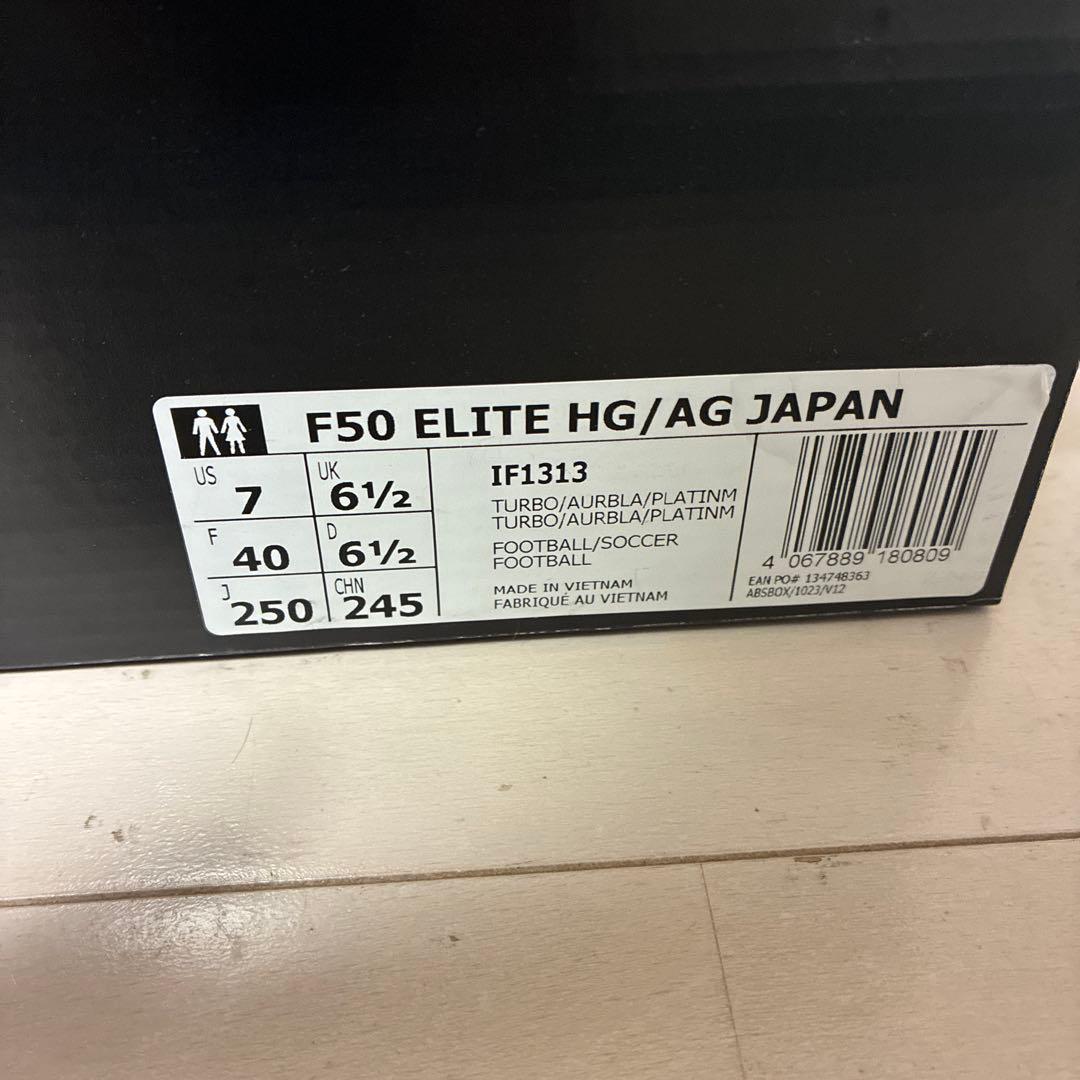 F50 ELITE HG/AG JAPAN
US 7 UK 6½
F 40 D 6½
J 250 CHN 245
IF1313
TURBO/AURBLA/PLATINM
TURBO/AURBLA/PLATINM
FOOTBALL/SOCCER
FOOTBALL
MADE IN VIETNAM
FABRIQUÉ AU VIETNAM
4 067889 180809
EAN PO# 134748363
ABSBOX/1023/V12